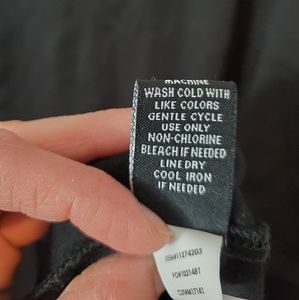 MACHINE
WASH COLD WITH
LIKE COLORS
GENTLE CYCLE
USE ONLY
NON-CHLORINE
BLEACH IF NEEDED
LINE DRY
COOL IRON
IF NEEDED